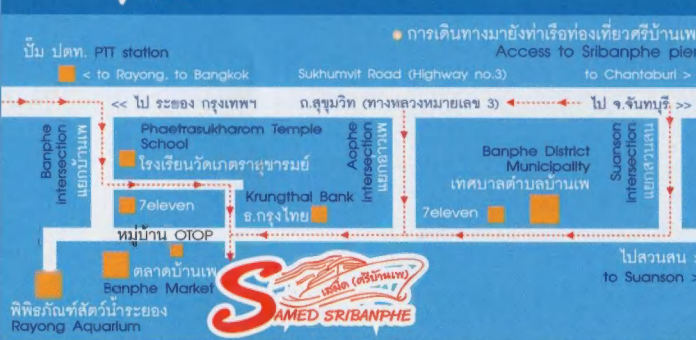 การเดินทางมายังท่าเรือท่องเที่ยวศรีบ้านเพ
Access to Sribanphe pier
ปั๊ม ปตท. PTT station
< to Rayong, to Bangkok
Sukhumvit Road (Highway no.3)
to Chantaburi >
<< ไป ระยอง กรุงเทพฯ
ถ.สุขุมวิท (ทางหลวงหมายเลข 3)
ไป จ.จันทบุรี >>
Banphe
intersection
แยกบ้านเพ
Phaetrasukharom Temple
School
โรงเรียนวัดเภตราสุขารมย์
7eleven
Krungthai Bank
ธ.กรุงไทย
Aophe
intersection
แยกอ่าวเพ
Banphe District
Municipality
เทศบาลตำบลบ้านเพ
7eleven
Suanson
intersection
แยกสวนสน
หมู่บ้าน OTOP
ตลาดบ้านเพ
Banphe Market
พิพิธภัณฑ์สัตว์น้ำระยอง
Rayong Aquarium
เสม็ด (ศรีบ้านเพ)
SAMED SRIBANPHE
ไปสวนสน >
to Suanson >